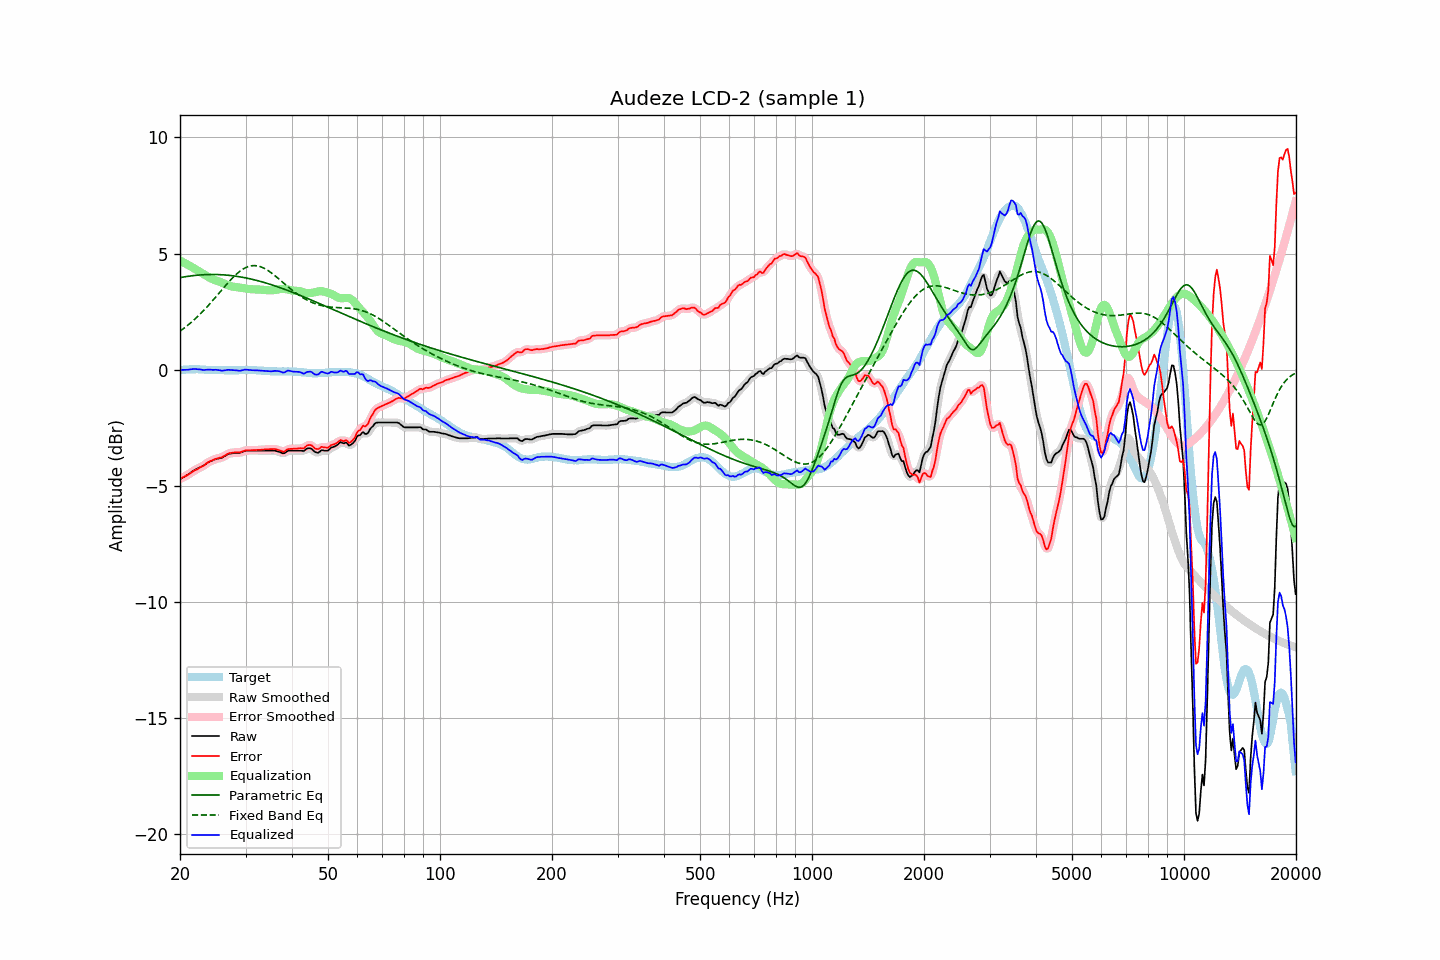 Audeze LCD-2 (sample 1)
10
5
0
−5
−10
−15
−20
Amplitude (dBr)
Target
Raw Smoothed
Error Smoothed
Raw
Error
Equalization
Parametric Eq
Fixed Band Eq
Equalized
20 50 100 200 500 1000 2000 5000 10000 20000
Frequency (Hz)